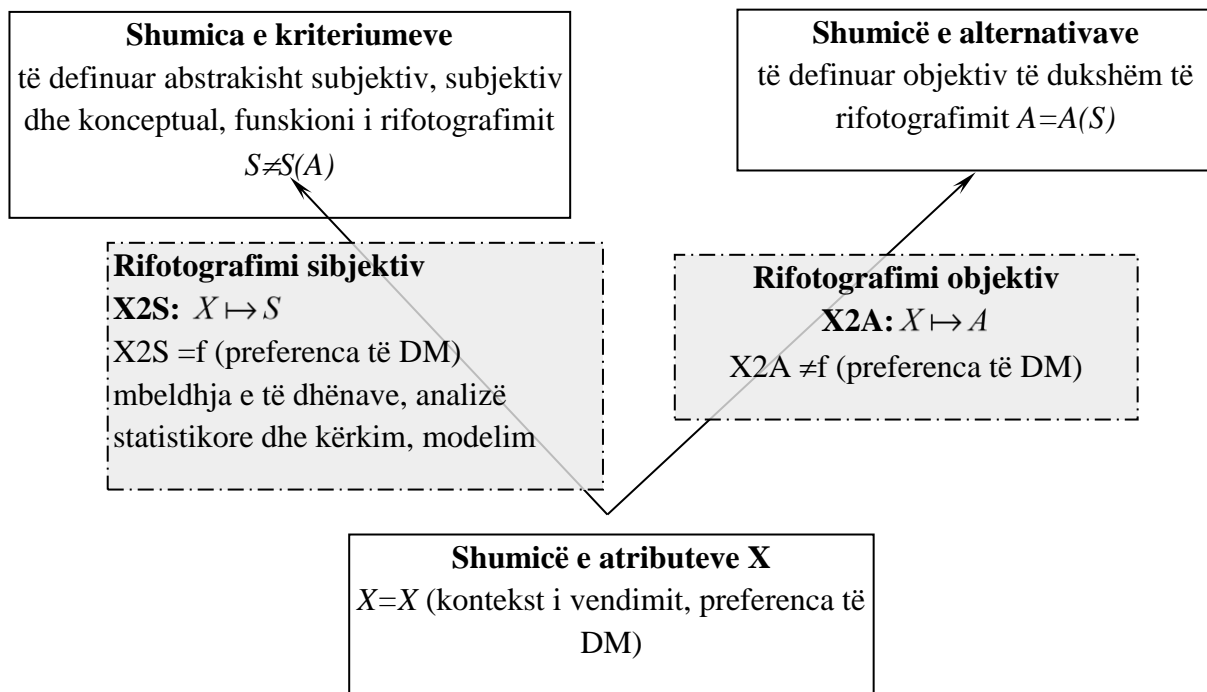 Shumica e kriteriumeve
të definuar abstrakisht subjektiv, subjektiv
dhe konceptual, funskioni i rifotografimit
S≠S(A)
Shumicë e alternativave
të definuar objektiv të dukshëm të
rifotografimit A=A(S)
Rifotografimi sibjektiv
X2S: X ↦ S
X2S =f (preferenca të DM)
mbeldhja e të dhënave, analizë
statistikore dhe kërkim, modelim
Rifotografimi objektiv
X2A: X ↦ A
X2A ≠f (preferenca të DM)
Shumicë e atributeve X
X=X (kontekst i vendimit, preferenca të
DM)